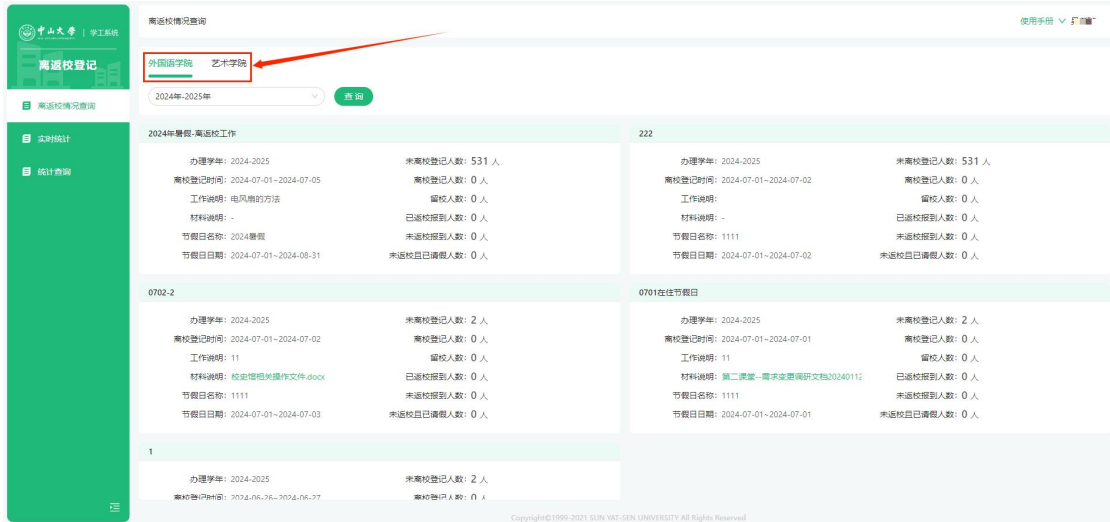 中山大學 | 学工系统
离返校登记
离返校情况查询
实时统计
统计查询
离返校情况查询
使用手册
外国语学院 艺术学院
2024年-2025年 查 询
2024年暑假-离返校工作
办理学年: 2024-2025 未离校登记人数: 531 人
离校登记时间: 2024-07-01~2024-07-05 离校登记人数: 0 人
工作说明: 电风扇的方法 留校人数: 0 人
材料说明: - 已返校报到人数: 0 人
节假日名称: 2024暑假 未返校报到人数: 0 人
节假日日期: 2024-07-01~2024-08-31 未返校且已请假人数: 0 人
222
办理学年: 2024-2025 未离校登记人数: 531 人
离校登记时间: 2024-07-01~2024-07-02 离校登记人数: 0 人
工作说明: 留校人数: 0 人
材料说明: - 已返校报到人数: 0 人
节假日名称: 1111 未返校报到人数: 0 人
节假日日期: 2024-07-01~2024-07-02 未返校且已请假人数: 0 人
0702-2
办理学年: 2024-2025 未离校登记人数: 2 人
离校登记时间: 2024-07-01~2024-07-02 离校登记人数: 0 人
工作说明: 11 留校人数: 0 人
材料说明: 校史馆相关操作文件.docx 已返校报到人数: 0 人
节假日名称: 1111 未返校报到人数: 0 人
节假日日期: 2024-07-01~2024-07-03 未返校且已请假人数: 0 人
0701在住节假日
办理学年: 2024-2025 未离校登记人数: 2 人
离校登记时间: 2024-07-01~2024-07-01 离校登记人数: 0 人
工作说明: 11 留校人数: 0 人
材料说明: 第二课堂--需求变更调研文档20240112 已返校报到人数: 0 人
节假日名称: 1111 未返校报到人数: 0 人
节假日日期: 2024-07-01~2024-07-01 未返校且已请假人数: 0 人
1
办理学年: 2024-2025 未离校登记人数: 2 人
离校登记时间: 2024-06-26~2024-06-27 离校登记人数: 0 人
Copyright©1999-2021 SUN YAT-SEN UNIVERSITY All Rights Reserved